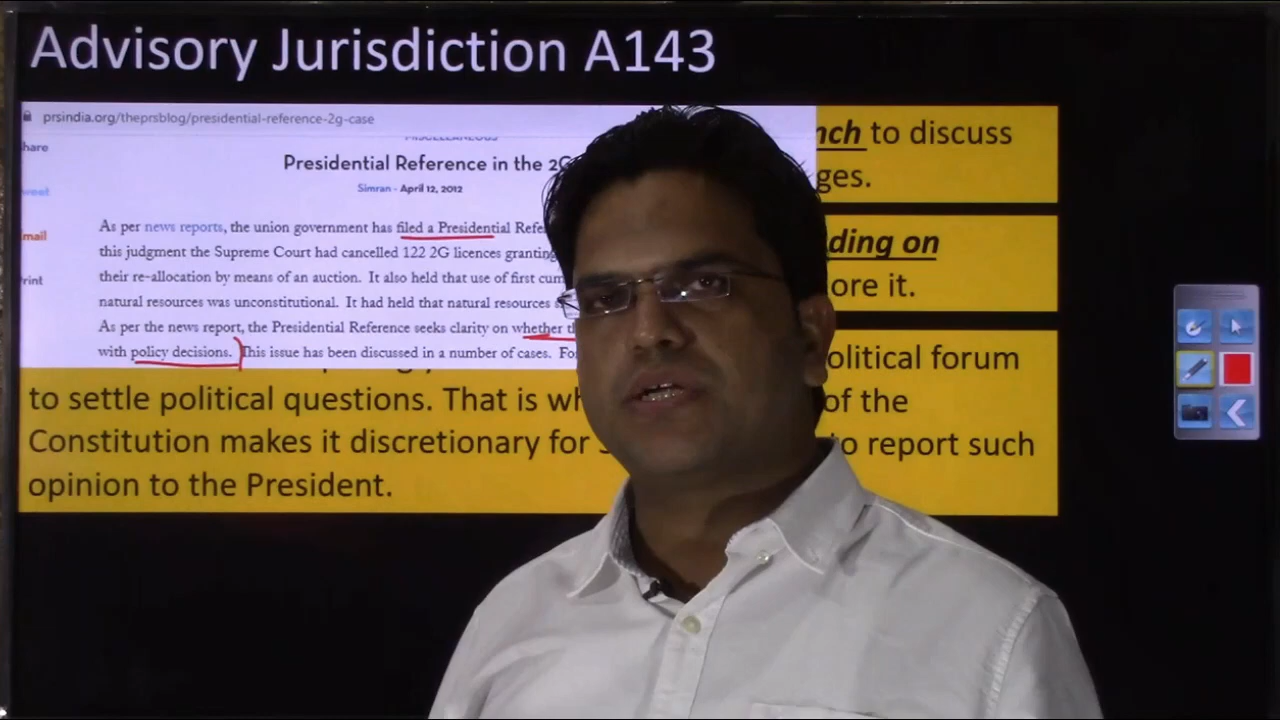 Advisory Jurisdiction A143
prsindia.org/theprsblog/presidential-reference-2g-case
hare
MISCELLANEOUS
Presidential Reference in the 2G
weet
Simran - April 12, 2012
mail
As per news reports, the union government has filed a Presidential Refe
this judgment the Supreme Court had cancelled 122 2G licences granting
their re-allocation by means of an auction. It also held that use of first com
rint
natural resources was unconstitutional. It had held that natural resources
As per the news report, the Presidential Reference seeks clarity on whether
with policy decisions. This issue has been discussed in a number of cases. Fo
nch to discuss
ges.
ding on
ore it.
olitical forum
to settle political questions. That is wh of the
Constitution makes it discretionary for to report such
opinion to the President.